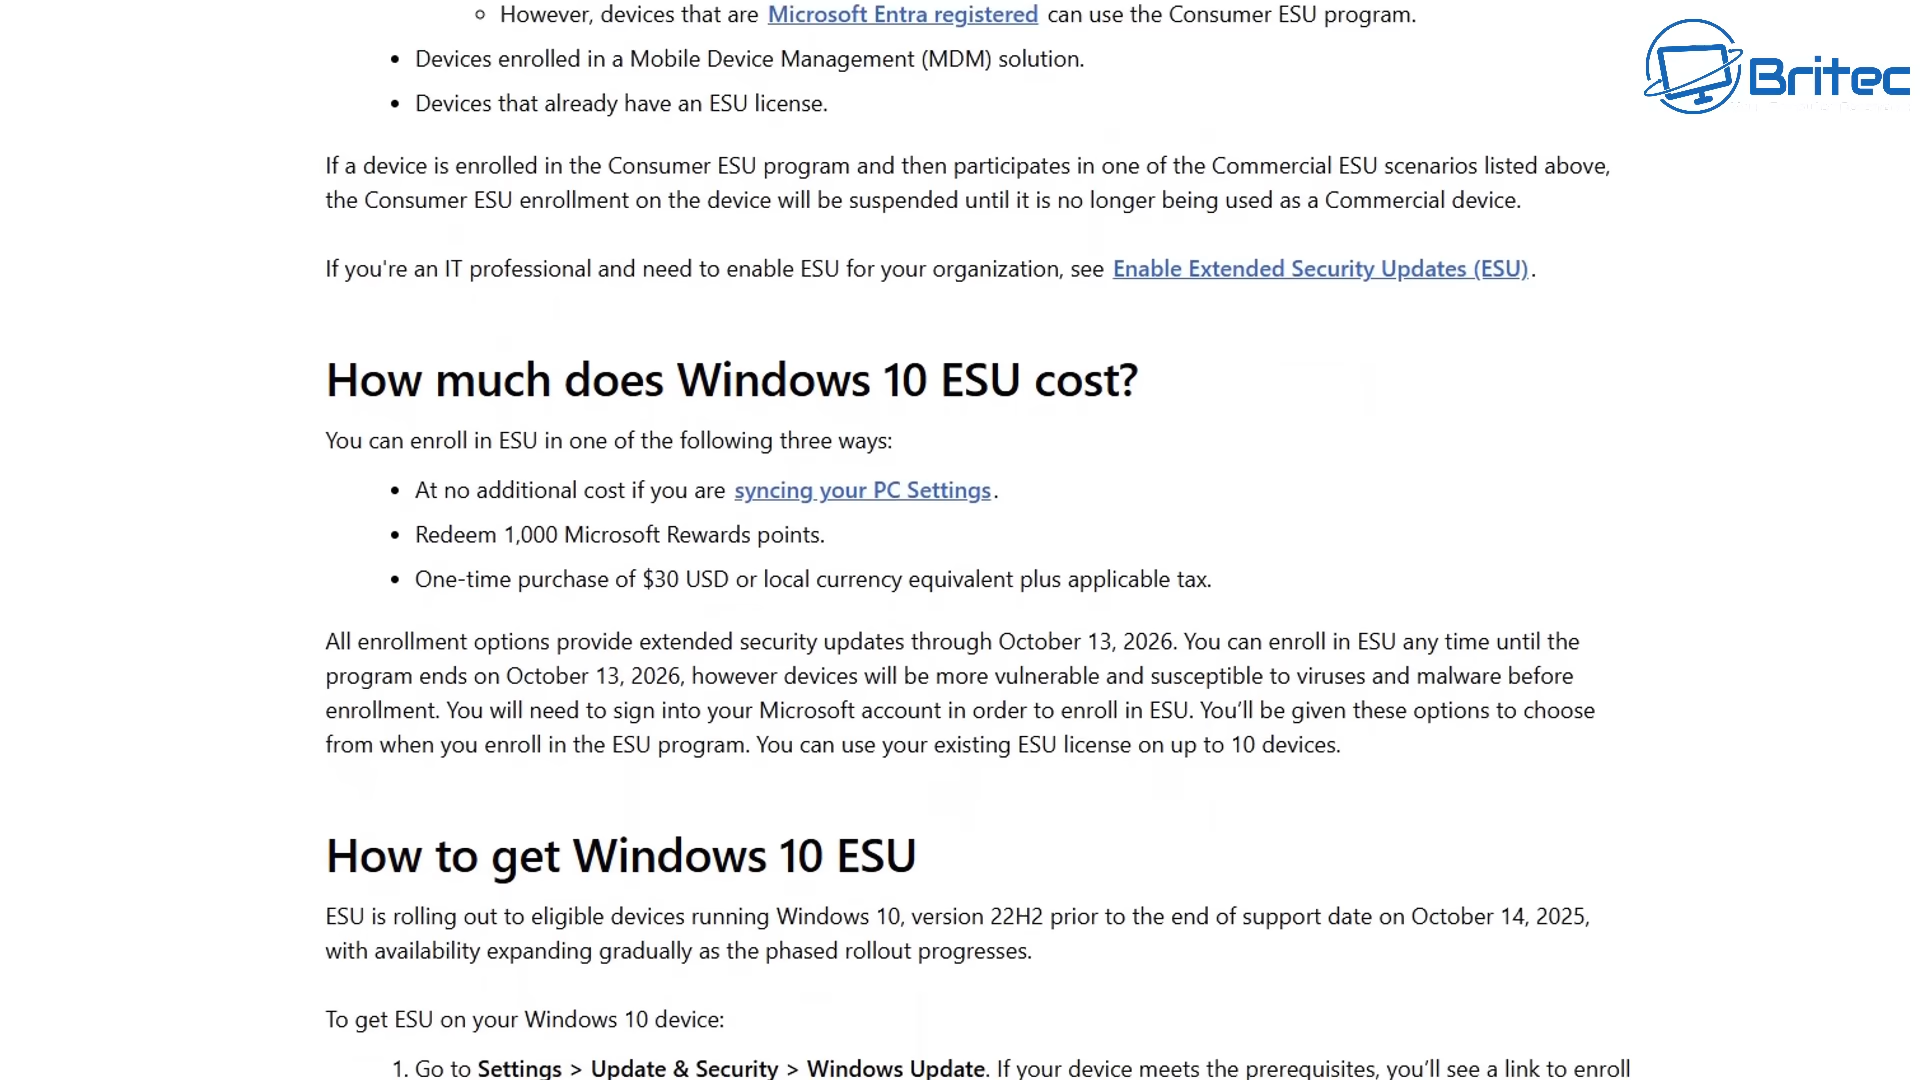 However, devices that are Microsoft Entra registered can use the Consumer ESU program.
Britec
Devices enrolled in a Mobile Device Management (MDM) solution.
Devices that already have an ESU license.
If a device is enrolled in the Consumer ESU program and then participates in one of the Commercial ESU scenarios listed above,
the Consumer ESU enrollment on the device will be suspended until it is no longer being used as a Commercial device.
If you're an IT professional and need to enable ESU for your organization, see Enable Extended Security Updates (ESU).
How much does Windows 10 ESU cost?
You can enroll in ESU in one of the following three ways:
At no additional cost if you are syncing your PC Settings.
Redeem 1,000 Microsoft Rewards points.
One-time purchase of $30 USD or local currency equivalent plus applicable tax.
All enrollment options provide extended security updates through October 13, 2026. You can enroll in ESU any time until the
program ends on October 13, 2026, however devices will be more vulnerable and susceptible to viruses and malware before
enrollment. You will need to sign into your Microsoft account in order to enroll in ESU. You’ll be given these options to choose
from when you enroll in the ESU program. You can use your existing ESU license on up to 10 devices.
How to get Windows 10 ESU
ESU is rolling out to eligible devices running Windows 10, version 22H2 prior to the end of support date on October 14, 2025,
with availability expanding gradually as the phased rollout progresses.
To get ESU on your Windows 10 device:
1. Go to Settings > Update & Security > Windows Update. If your device meets the prerequisites, you’ll see a link to enroll